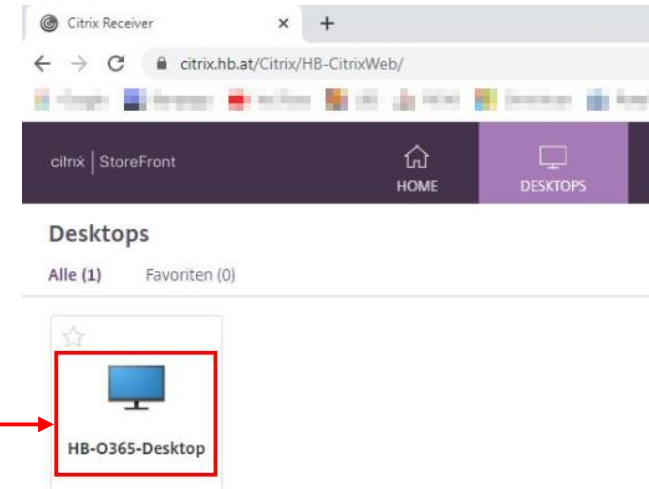 Citrix Receiver
citrix.hb.at/Citrix/HB-CitrixWeb/
citrix | StoreFront
HOME
DESKTOPS
Desktops
Alle (1) Favoriten (0)
HB-O365-Desktop